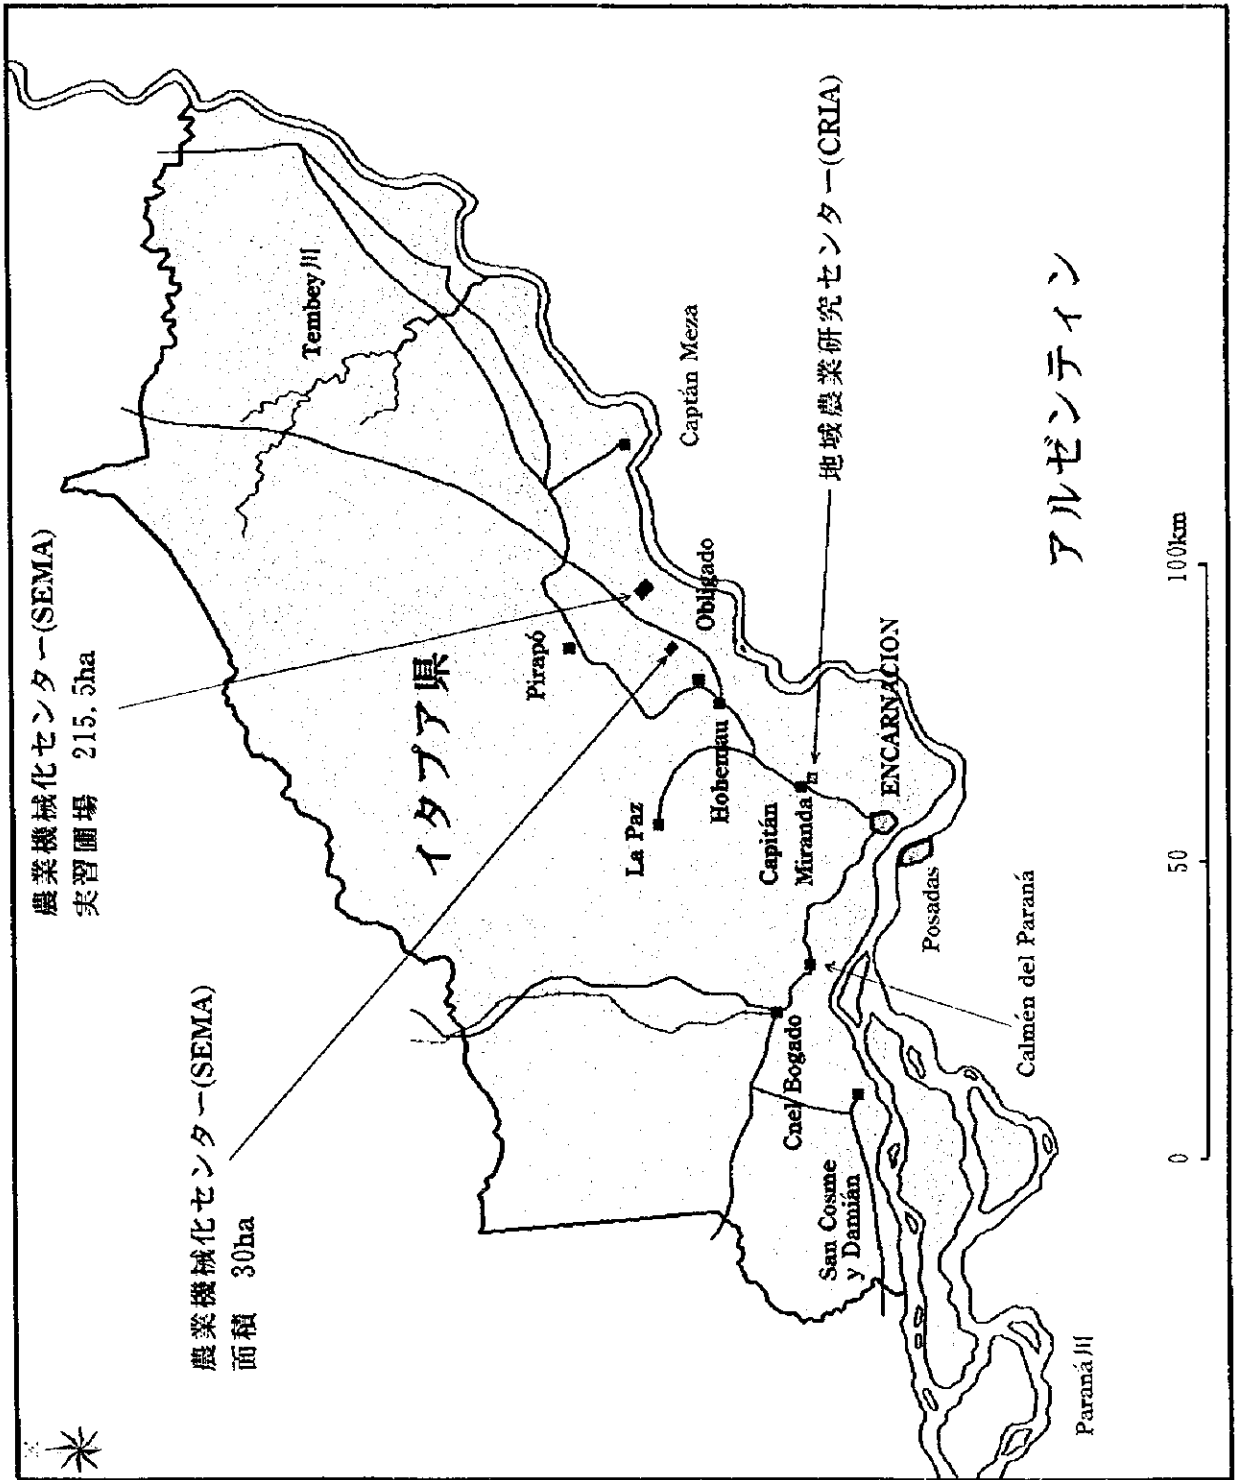 農業機械化センター(SEMA)
実習圃場 215.5ha
農業機械化センター(SEMA)
面積 30ha
Tembey川
イタプア県
Pirapó
Captán Meza
Obligado
地域農業研究センター(CRIA)
La Paz
Hohemau
Capitán
Miranda
ENCARNACION
アルゼンティン
Cnel Bogado
Posadas
Calmén del Paraná
San Cosme
y Damián
Paraná川
0
50
100km